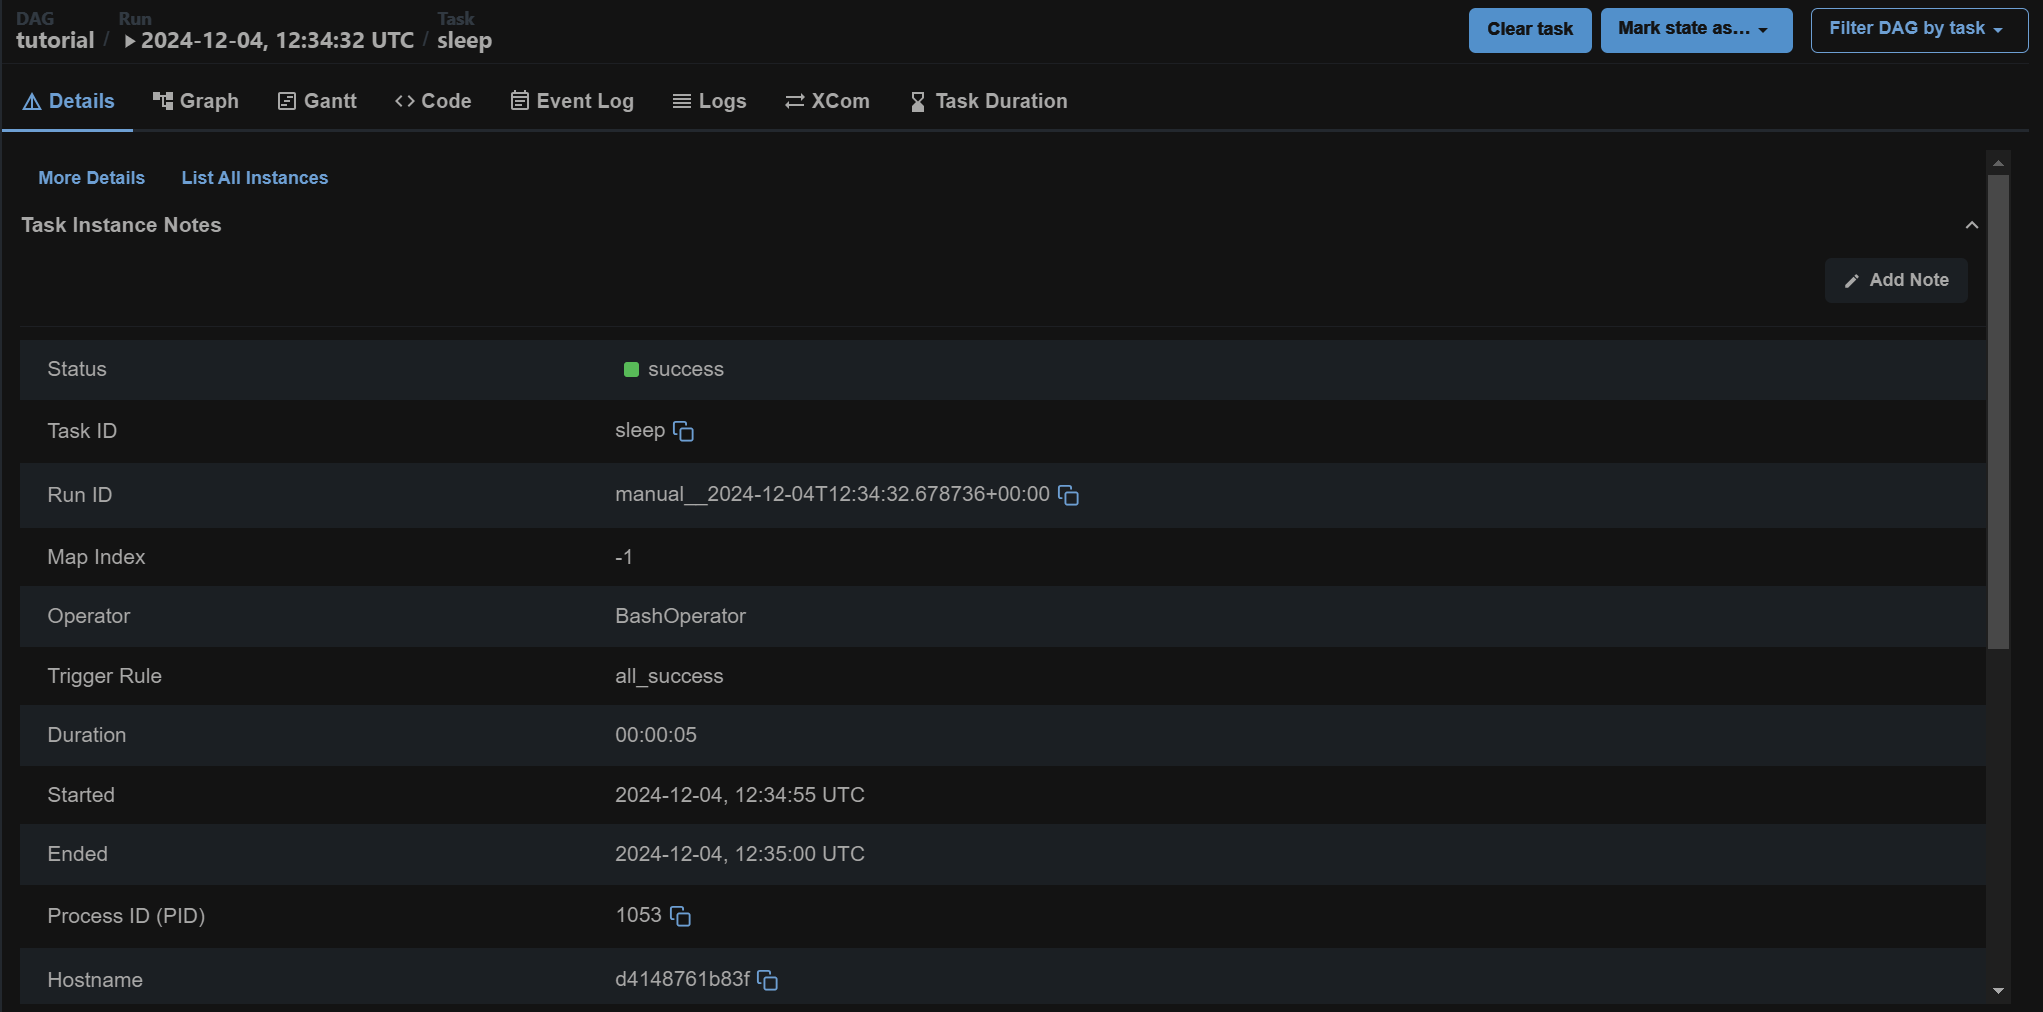 DAG Run Task
tutorial / 2024-12-04, 12:34:32 UTC / sleep
Clear task Mark state as... Filter DAG by task
Details Graph Gantt Code Event Log Logs XCom Task Duration
More Details List All Instances
Task Instance Notes
Add Note
Status success
Task ID sleep
Run ID manual__2024-12-04T12:34:32.678736+00:00
Map Index -1
Operator BashOperator
Trigger Rule all_success
Duration 00:00:05
Started 2024-12-04, 12:34:55 UTC
Ended 2024-12-04, 12:35:00 UTC
Process ID (PID) 1053
Hostname d4148761b83f